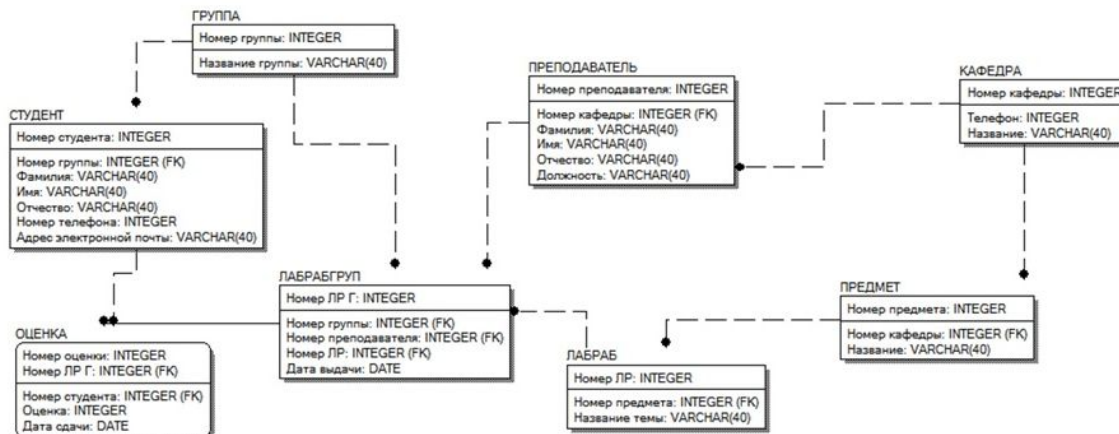 ГРУППА
Номер группы: INTEGER
Название группы: VARCHAR(40)
СТУДЕНТ
Номер студента: INTEGER
Номер группы: INTEGER (FK)
Фамилия: VARCHAR(40)
Имя: VARCHAR(40)
Отчество: VARCHAR(40)
Номер телефона: INTEGER
Адрес электронной почты: VARCHAR(40)
ПРЕПОДАВАТЕЛЬ
Номер преподавателя: INTEGER
Номер кафедры: INTEGER (FK)
Фамилия: VARCHAR(40)
Имя: VARCHAR(40)
Отчество: VARCHAR(40)
Должность: VARCHAR(40)
КАФЕДРА
Номер кафедры: INTEGER
Телефон: INTEGER
Название: VARCHAR(40)
ОЦЕНКА
Номер оценки: INTEGER
Номер ЛР Г: INTEGER (FK)
Номер студента: INTEGER (FK)
Оценка: INTEGER
Дата сдачи: DATE
ЛАБРАБГРУП
Номер ЛР Г: INTEGER
Номер группы: INTEGER (FK)
Номер преподавателя: INTEGER (FK)
Номер ЛР: INTEGER (FK)
Дата выдачи: DATE
ЛАБРАБ
Номер ЛР: INTEGER
Номер предмета: INTEGER (FK)
Название темы: VARCHAR(40)
ПРЕДМЕТ
Номер предмета: INTEGER
Номер кафедры: INTEGER (FK)
Название: VARCHAR(40)